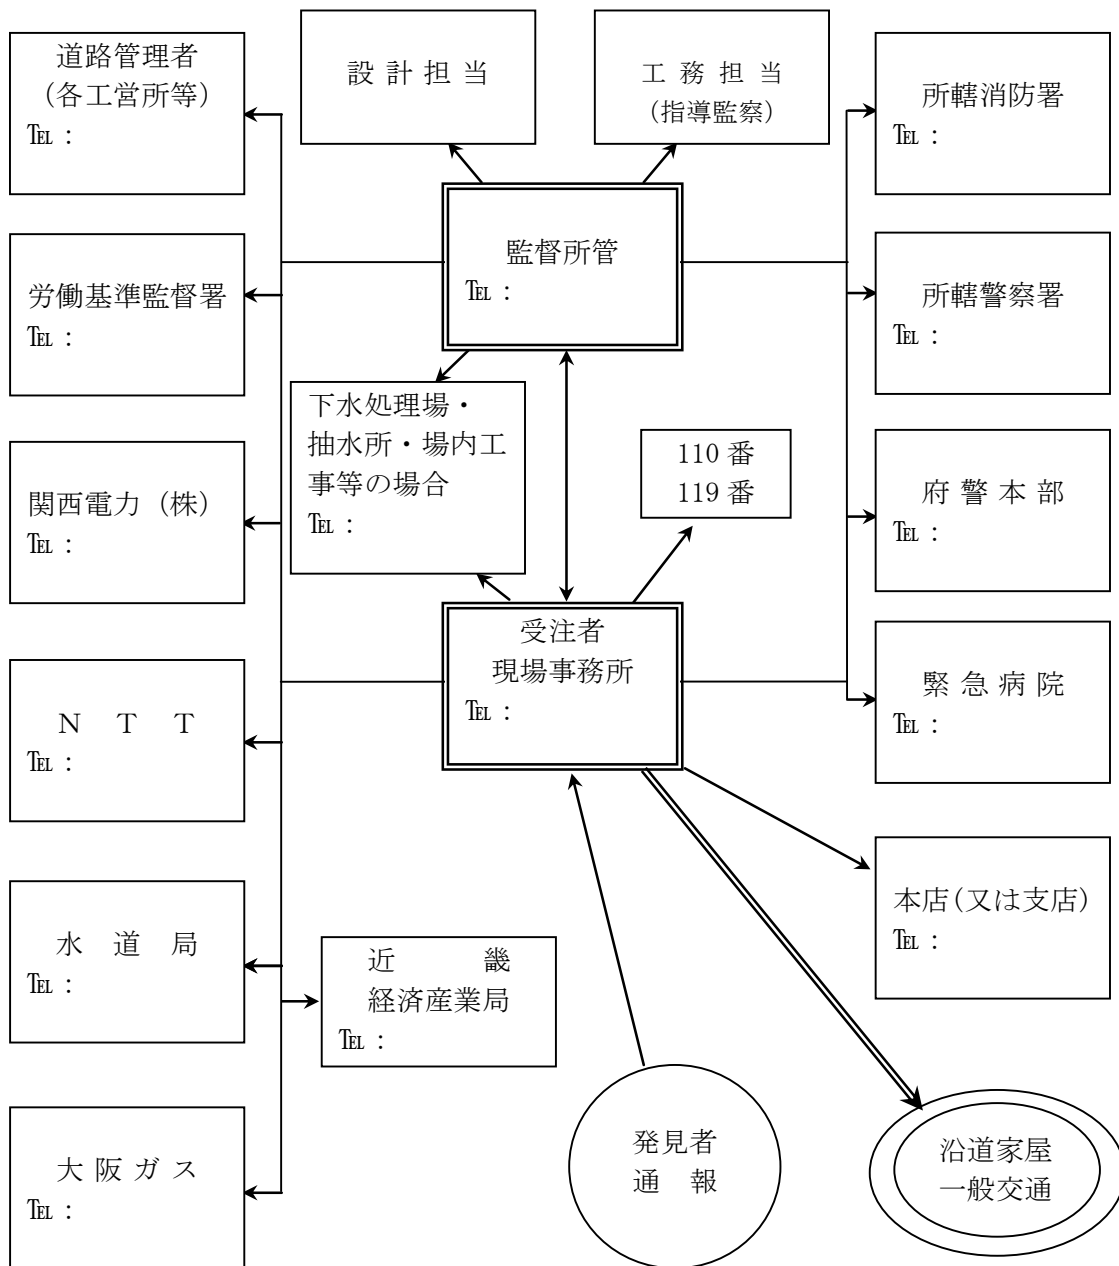 道路管理者
(各工営所等)
℡：
設 計 担 当
工 務 担 当
(指導監察)
所轄消防署
℡：
監督所管
℡：
労働基準監督署
℡：
所轄警察署
℡：
下水処理場・
抽水所・場内工
事等の場合
℡：
110 番
119 番
関西電力（株）
℡：
府 警 本 部
℡：
受注者
現場事務所
℡：
緊 急 病 院
℡：
Ｎ Ｔ Ｔ
℡：
本店(又は支店)
℡：
水 道 局
℡：
近 畿
経済産業局
℡：
発見者
通 報
沿道家屋
一般交通
大 阪 ガ ス
℡：